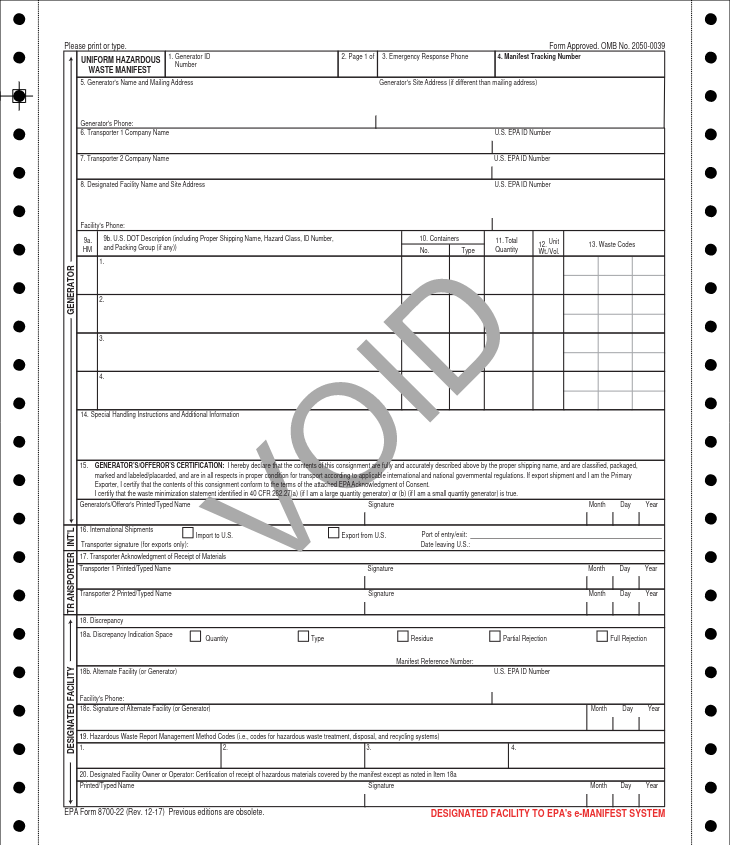 Please print or type.
Form Approved. OMB No. 2050-0039
UNIFORM HAZARDOUS
WASTE MANIFEST
1. Generator ID
Number
2. Page 1 of
3. Emergency Response Phone
4. Manifest Tracking Number
5. Generator's Name and Mailing Address
Generator's Site Address (if different than mailing address)
Generator's Phone:
6. Transporter 1 Company Name
U.S. EPA ID Number
7. Transporter 2 Company Name
U.S. EPA ID Number
8. Designated Facility Name and Site Address
U.S. EPA ID Number
Facility's Phone:
9a.
HM
9b. U.S. DOT Description (including Proper Shipping Name, Hazard Class, ID Number,
and Packing Group (if any))
10. Containers
No.
Type
11. Total
Quantity
12. Unit
Wt./Vol.
13. Waste Codes
GENERATOR
1.
2.
3.
4.
VOID
14. Special Handling Instructions and Additional Information
15. GENERATOR'S/OFFEROR'S CERTIFICATION: I hereby declare that the contents of this consignment are fully and accurately described above by the proper shipping name, and are classified, packaged,
marked and labeled/placarded, and are in all respects in proper condition for transport according to applicable international and national governmental regulations. If export shipment and I am the Primary
Exporter, I certify that the contents of this consignment conform to the terms of the attached EPA Acknowledgment of Consent.
I certify that the waste minimization statement identified in 40 CFR 262.27(a) (if I am a large quantity generator) or (b) (if I am a small quantity generator) is true.
Generator's/Offeror's Printed/Typed Name
Signature
Month Day Year
INT'L
16. International Shipments
Import to U.S.
Export from U.S.
Port of entry/exit:
Transporter signature (for exports only):
Date leaving U.S.:
TRANSPORTER
17. Transporter Acknowledgment of Receipt of Materials
Transporter 1 Printed/Typed Name
Signature
Month Day Year
Transporter 2 Printed/Typed Name
Signature
Month Day Year
DESIGNATED FACILITY
18. Discrepancy
18a. Discrepancy Indication Space
Quantity
Type
Residue
Partial Rejection
Full Rejection
Manifest Reference Number:
18b. Alternate Facility (or Generator)
U.S. EPA ID Number
Facility's Phone:
18c. Signature of Alternate Facility (or Generator)
Month Day Year
19. Hazardous Waste Report Management Method Codes (i.e., codes for hazardous waste treatment, disposal, and recycling systems)
1.
2.
3.
4.
20. Designated Facility Owner or Operator: Certification of receipt of hazardous materials covered by the manifest except as noted in Item 18a
Printed/Typed Name
Signature
Month Day Year
EPA Form 8700-22 (Rev. 12-17) Previous editions are obsolete.
DESIGNATED FACILITY TO EPA's e-MANIFEST SYSTEM